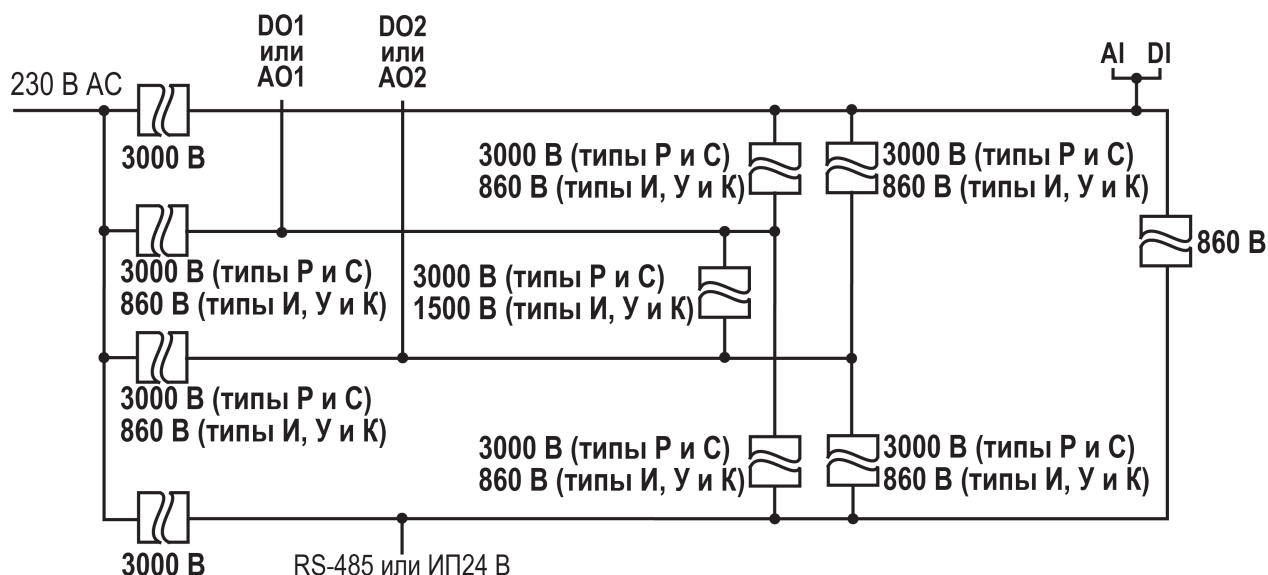 DO1
или
AO1
DO2
или
AO2
AI DI
230 В AC
3000 В
3000 В (типы Р и С)
860 В (типы И, У и К)
3000 В (типы Р и С)
860 В (типы И, У и К)
860 В
3000 В (типы Р и С)
860 В (типы И, У и К)
3000 В (типы Р и С)
1500 В (типы И, У и К)
3000 В (типы Р и С)
860 В (типы И, У и К)
3000 В (типы Р и С)
860 В (типы И, У и К)
3000 В (типы Р и С)
860 В (типы И, У и К)
3000 В
RS-485 или ИП24 В